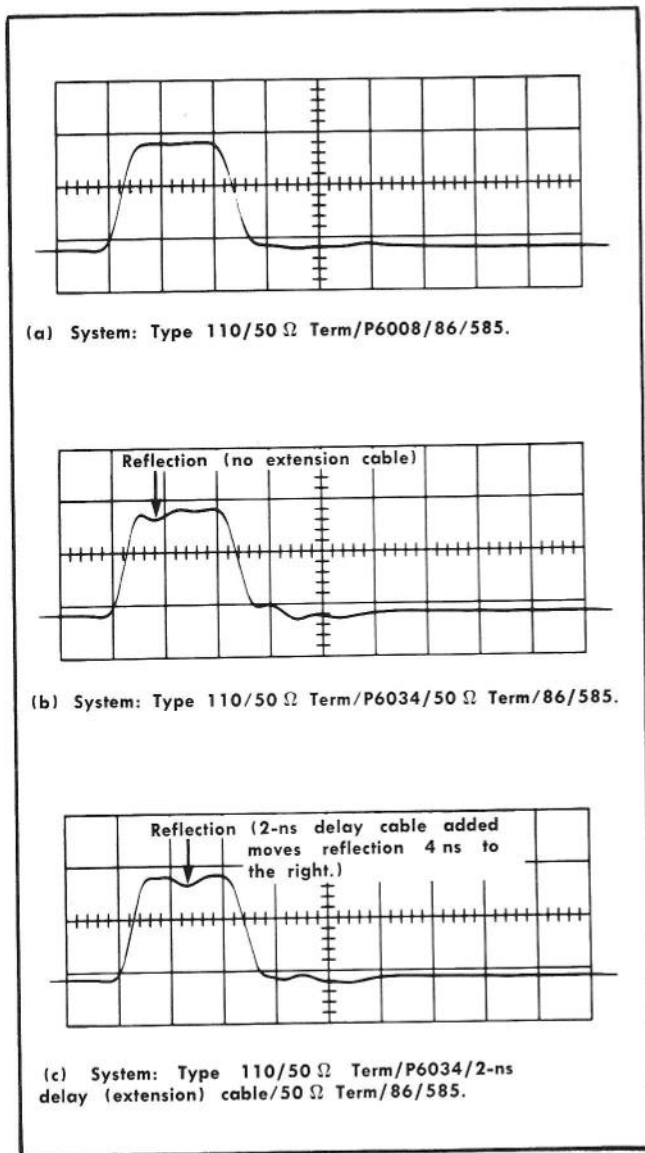 (a) System: Type 110/50 Ω Term/P6008/86/585.
Reflection (no extension cable)
(b) System: Type 110/50 Ω Term/P6034/50 Ω Term/86/585.
Reflection (2-ns delay cable added
moves reflection 4 ns to
the right.)
(c) System: Type 110/50 Ω Term/P6034/2-ns
delay (extension) cable/50 Ω Term/86/585.